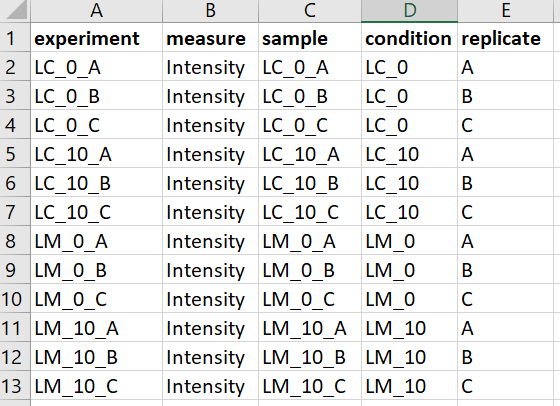 A B C D E
1 experiment measure sample condition replicate
2 LC_0_A Intensity LC_0_A LC_0 A
3 LC_0_B Intensity LC_0_B LC_0 B
4 LC_0_C Intensity LC_0_C LC_0 C
5 LC_10_A Intensity LC_10_A LC_10 A
6 LC_10_B Intensity LC_10_B LC_10 B
7 LC_10_C Intensity LC_10_C LC_10 C
8 LM_0_A Intensity LM_0_A LM_0 A
9 LM_0_B Intensity LM_0_B LM_0 B
10 LM_0_C Intensity LM_0_C LM_0 C
11 LM_10_A Intensity LM_10_A LM_10 A
12 LM_10_B Intensity LM_10_B LM_10 B
13 LM_10_C Intensity LM_10_C LM_10 C